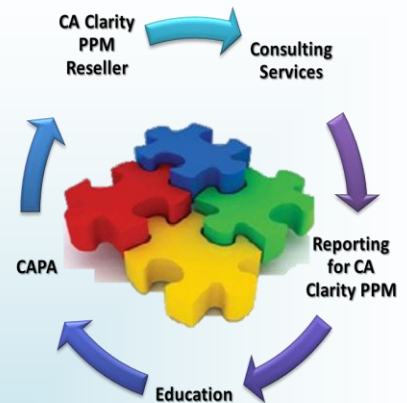 CA Clarity
PPM
Reseller
Consulting
Services
Reporting
for CA
Clarity PPM
Education
CAPA